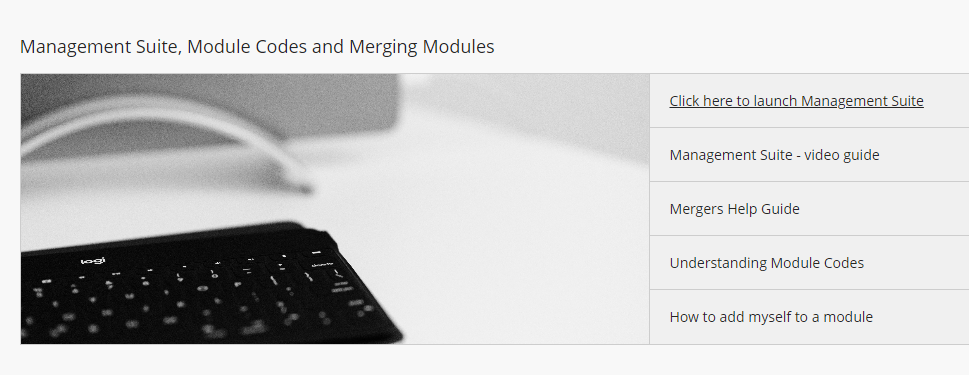 Management Suite, Module Codes and Merging Modules
Click here to launch Management Suite
Management Suite - video guide
Mergers Help Guide
Understanding Module Codes
How to add myself to a module
logi